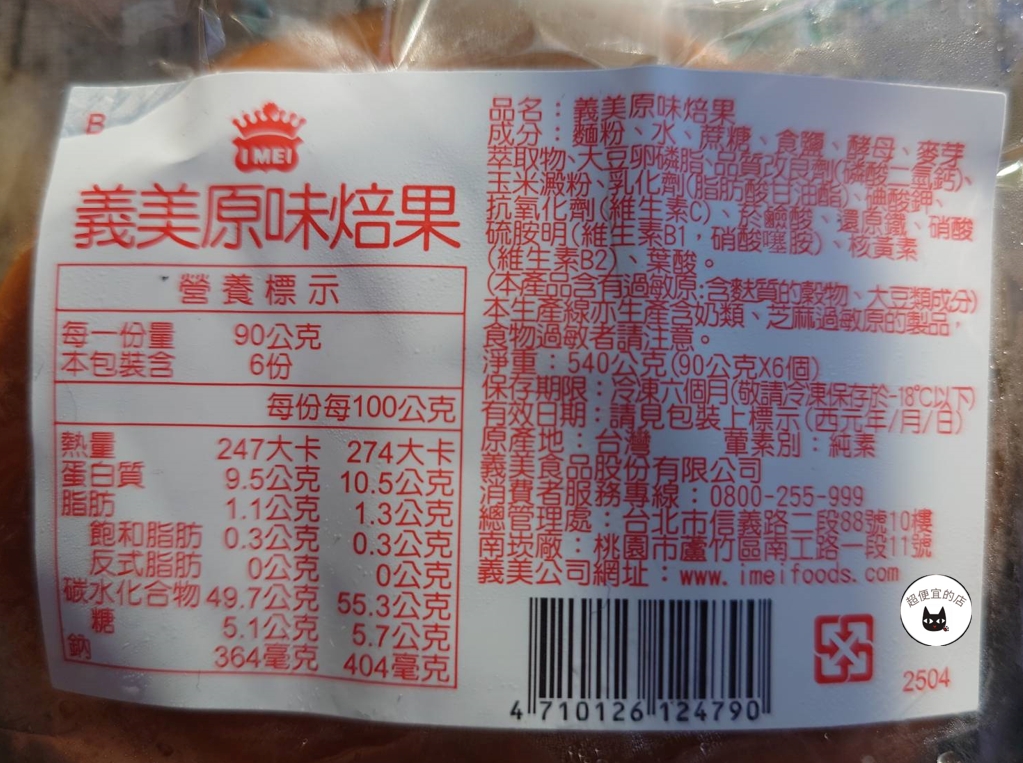 B
IMEI
義美原味焙果
營養標示
每一份量 90公克
本包裝含 6份
每份每100公克
熱量 247大卡 274大卡
蛋白質 9.5公克 10.5公克
脂肪 1.1公克 1.3公克
飽和脂肪 0.3公克 0.3公克
反式脂肪 0公克 0公克
碳水化合物 49.7公克 55.3公克
糖 5.1公克 5.7公克
鈉 364毫克 404毫克
品名：義美原味焙果
成分：麵粉、水、蔗糖、食鹽、酵母、麥芽
萃取物、大豆卵磷脂、品質改良劑(磷酸二氫鈣)、
玉米澱粉、乳化劑(脂肪酸甘油酯)、碘酸鉀、
抗氧化劑(維生素C)、菸鹼酸、還原鐵、硝酸
硫胺明(維生素B1，硝酸噻胺)、核黃素
(維生素B2)、葉酸。
(本產品含有過敏原:含麩質的穀物、大豆類成分)
本生產線亦生產含奶類、芝麻過敏原的製品，
食物過敏者請注意。
淨重：540公克(90公克X6個)
保存期限：冷凍六個月(敬請冷凍保存於-18℃以下)
有效日期：請見包裝上標示(西元年/月/日)
原產地：台灣 葷素別：純素
義美食品股份有限公司
消費者服務專線：0800-255-999
總管理處：台北市信義路二段88號10樓
南崁廠：桃園市蘆竹區南工路一段11號
義美公司網址：www.imeifoods.com
4 710126 124790
超便宜的店
2504